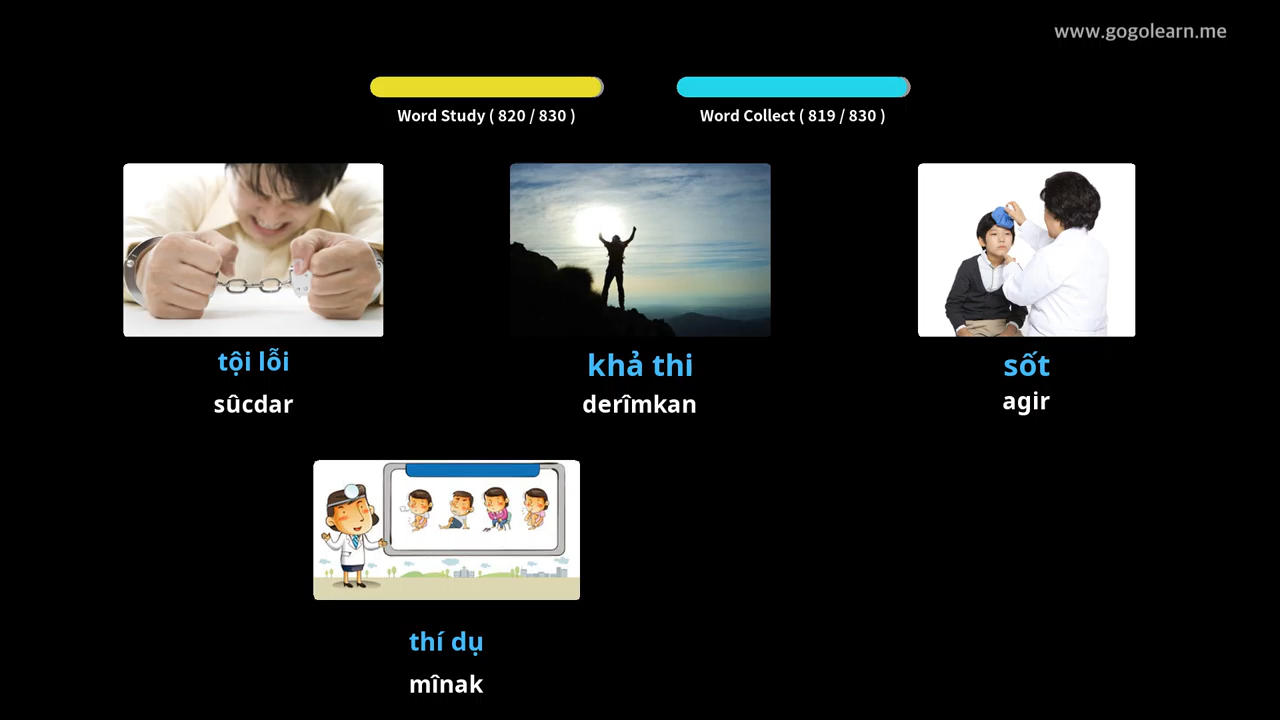 www.gogolearn.me
Word Study ( 820 / 830 )
Word Collect ( 819 / 830 )
tội lỗi
sûcdar
khả thi
derîmkan
sốt
agir
thí dụ
mînak